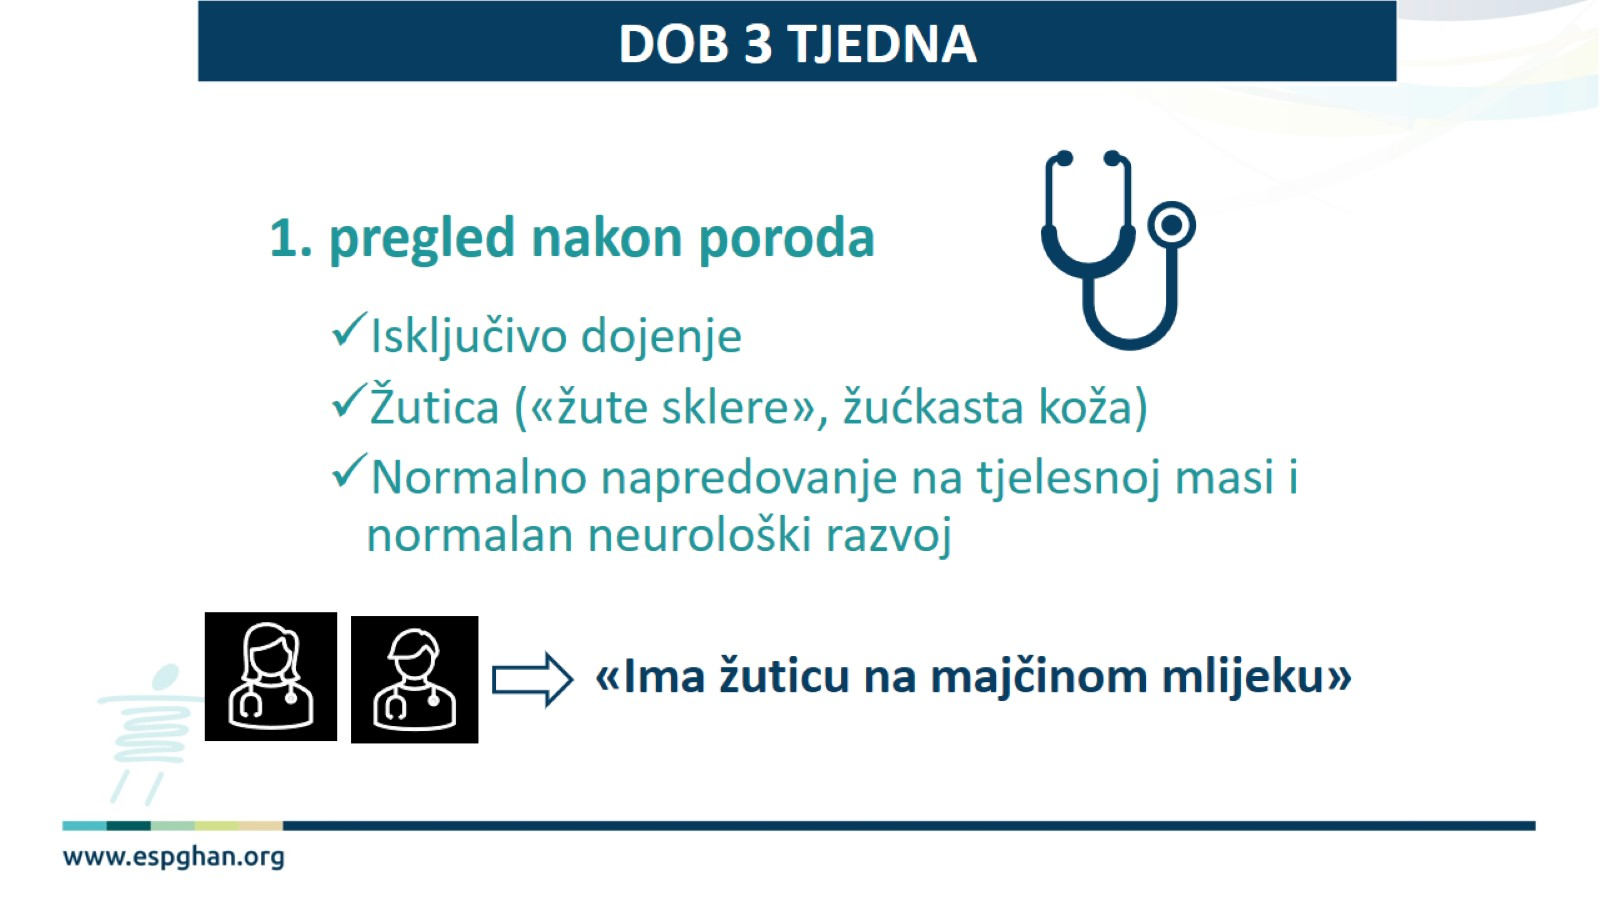 DOB 3 TJEDNA
1. pregled nakon poroda
✓Isključivo dojenje
✓Žutica («žute sklere», žućkasta koža)
✓Normalno napredovanje na tjelesnoj masi i
normalan neurološki razvoj
«Ima žuticu na majčinom mlijeku»
www.espghan.org